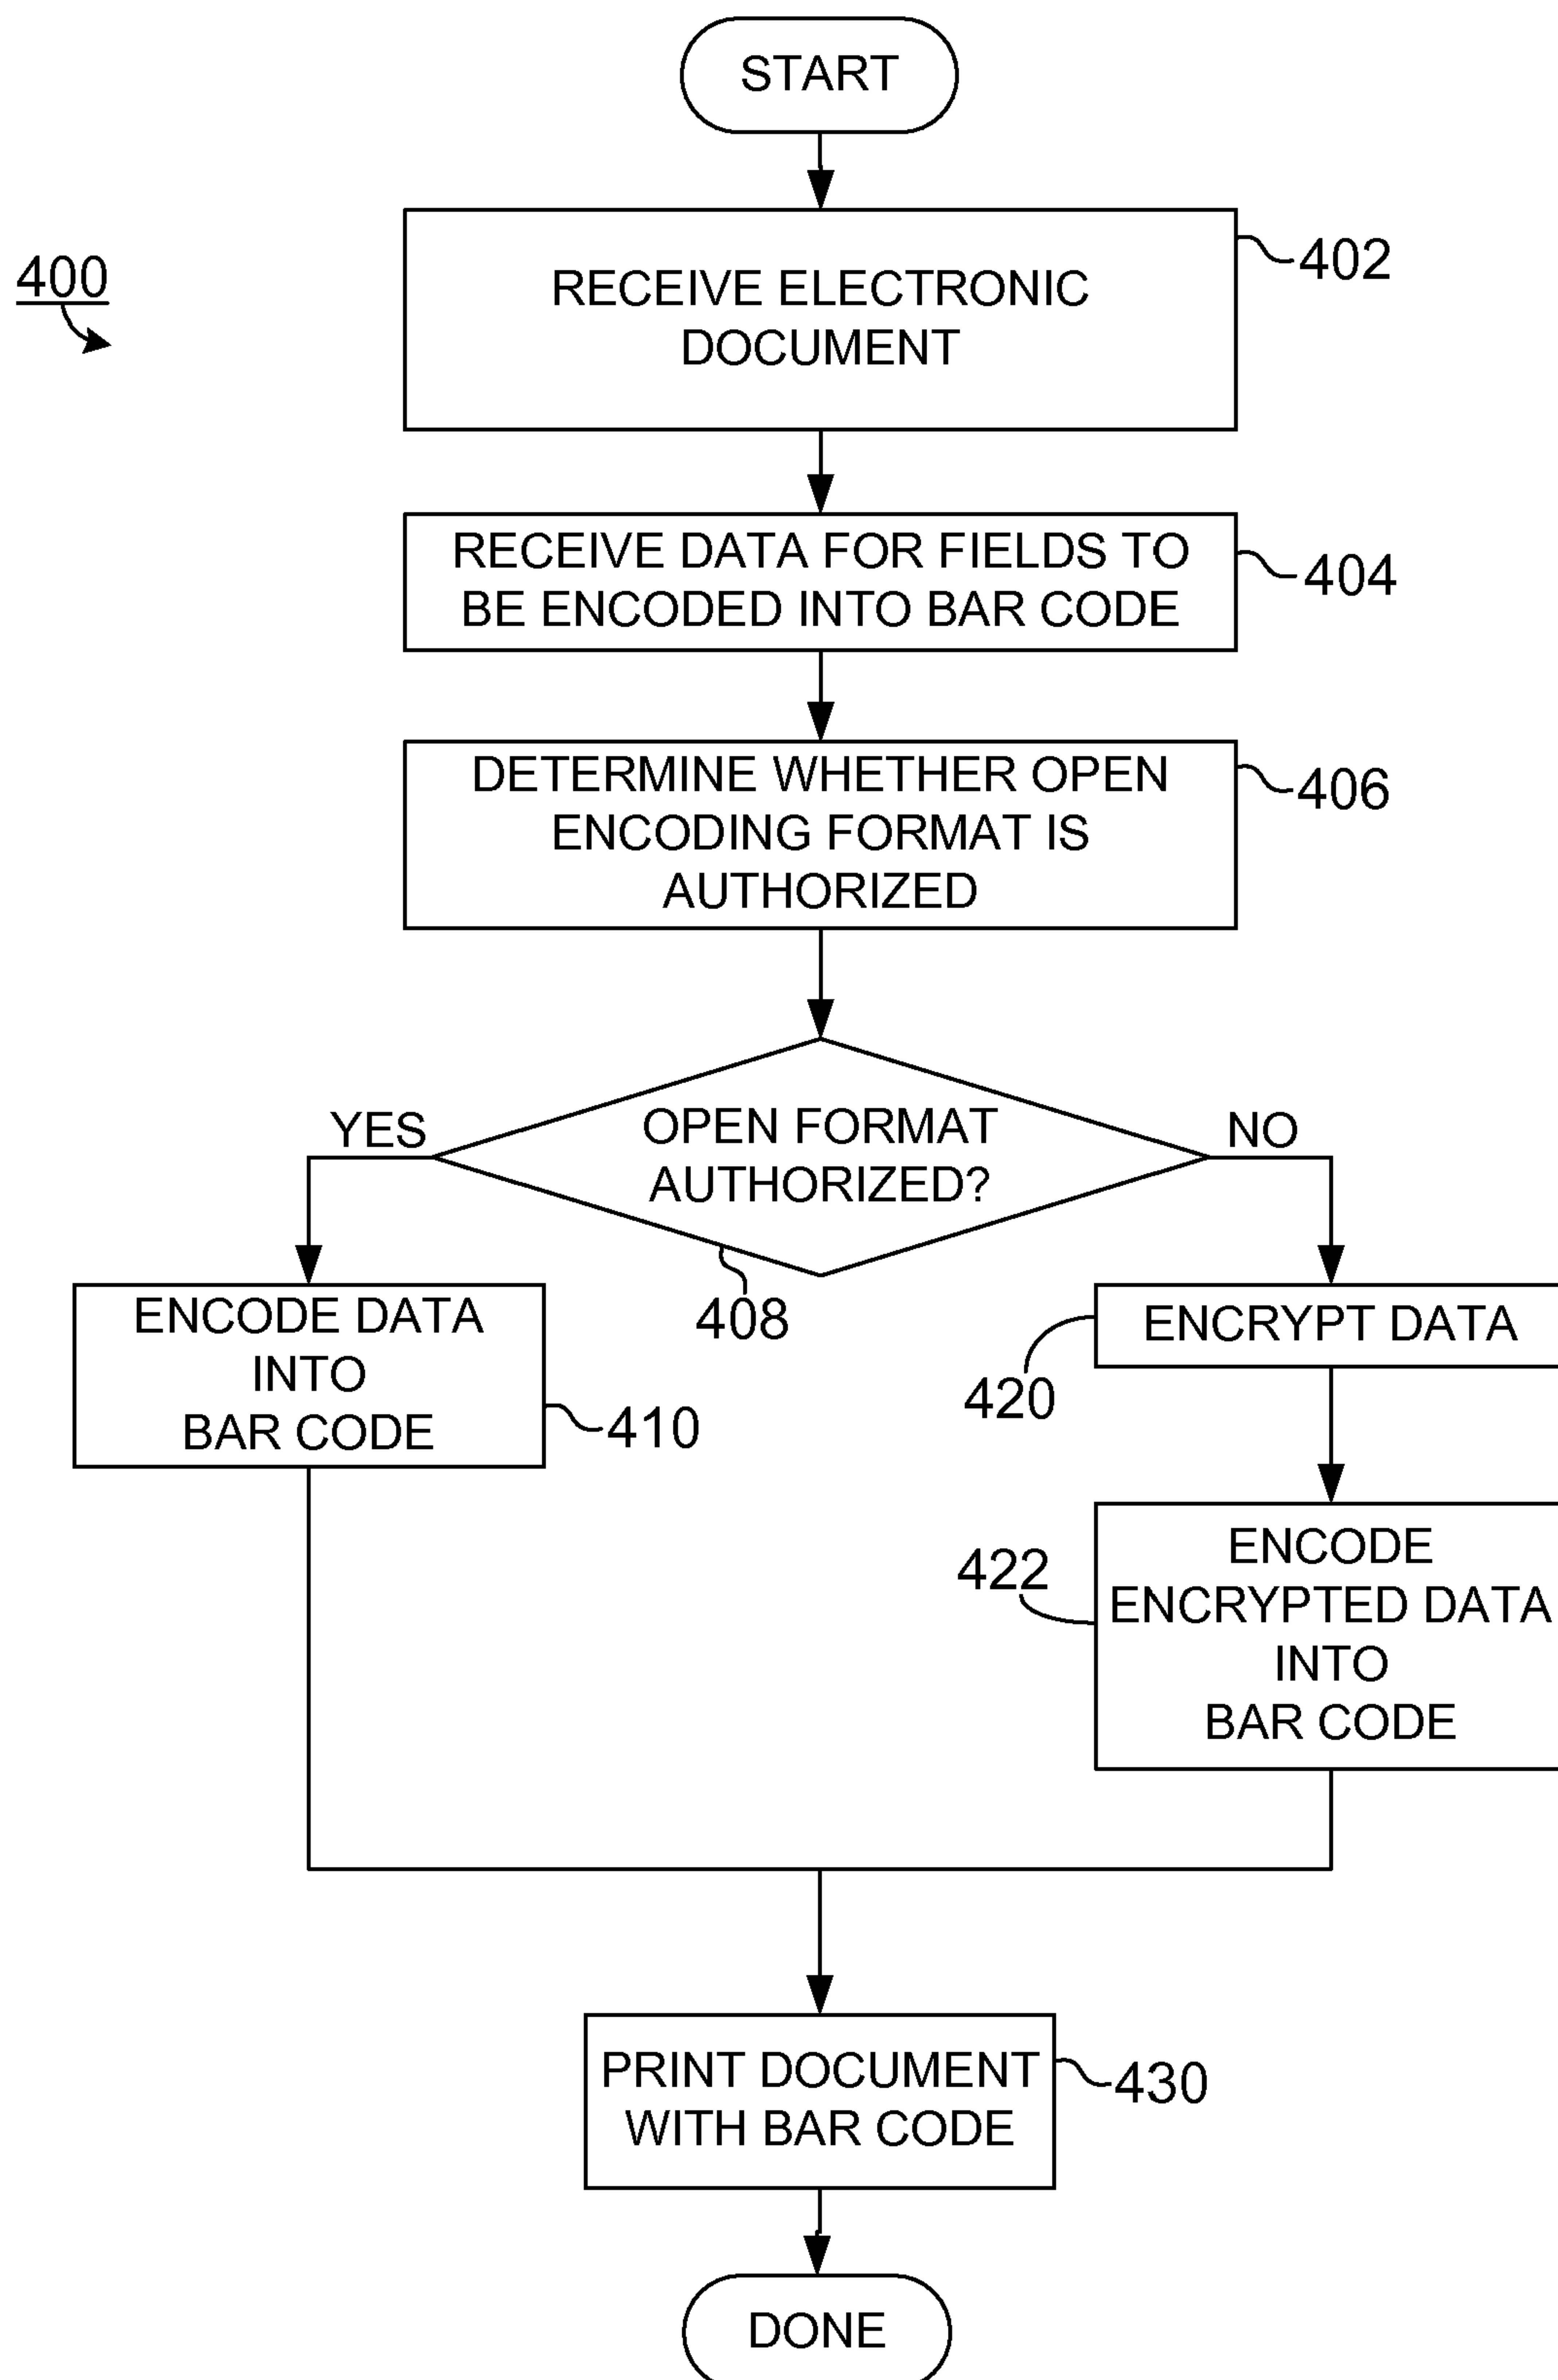 START
400
RECEIVE ELECTRONIC
DOCUMENT
402
RECEIVE DATA FOR FIELDS TO
BE ENCODED INTO BAR CODE
404
DETERMINE WHETHER OPEN
ENCODING FORMAT IS
AUTHORIZED
406
OPEN FORMAT
AUTHORIZED?
408
YES
NO
ENCODE DATA
INTO
BAR CODE
410
ENCRYPT DATA
420
ENCODE
ENCRYPTED DATA
INTO
BAR CODE
422
PRINT DOCUMENT
WITH BAR CODE
430
DONE